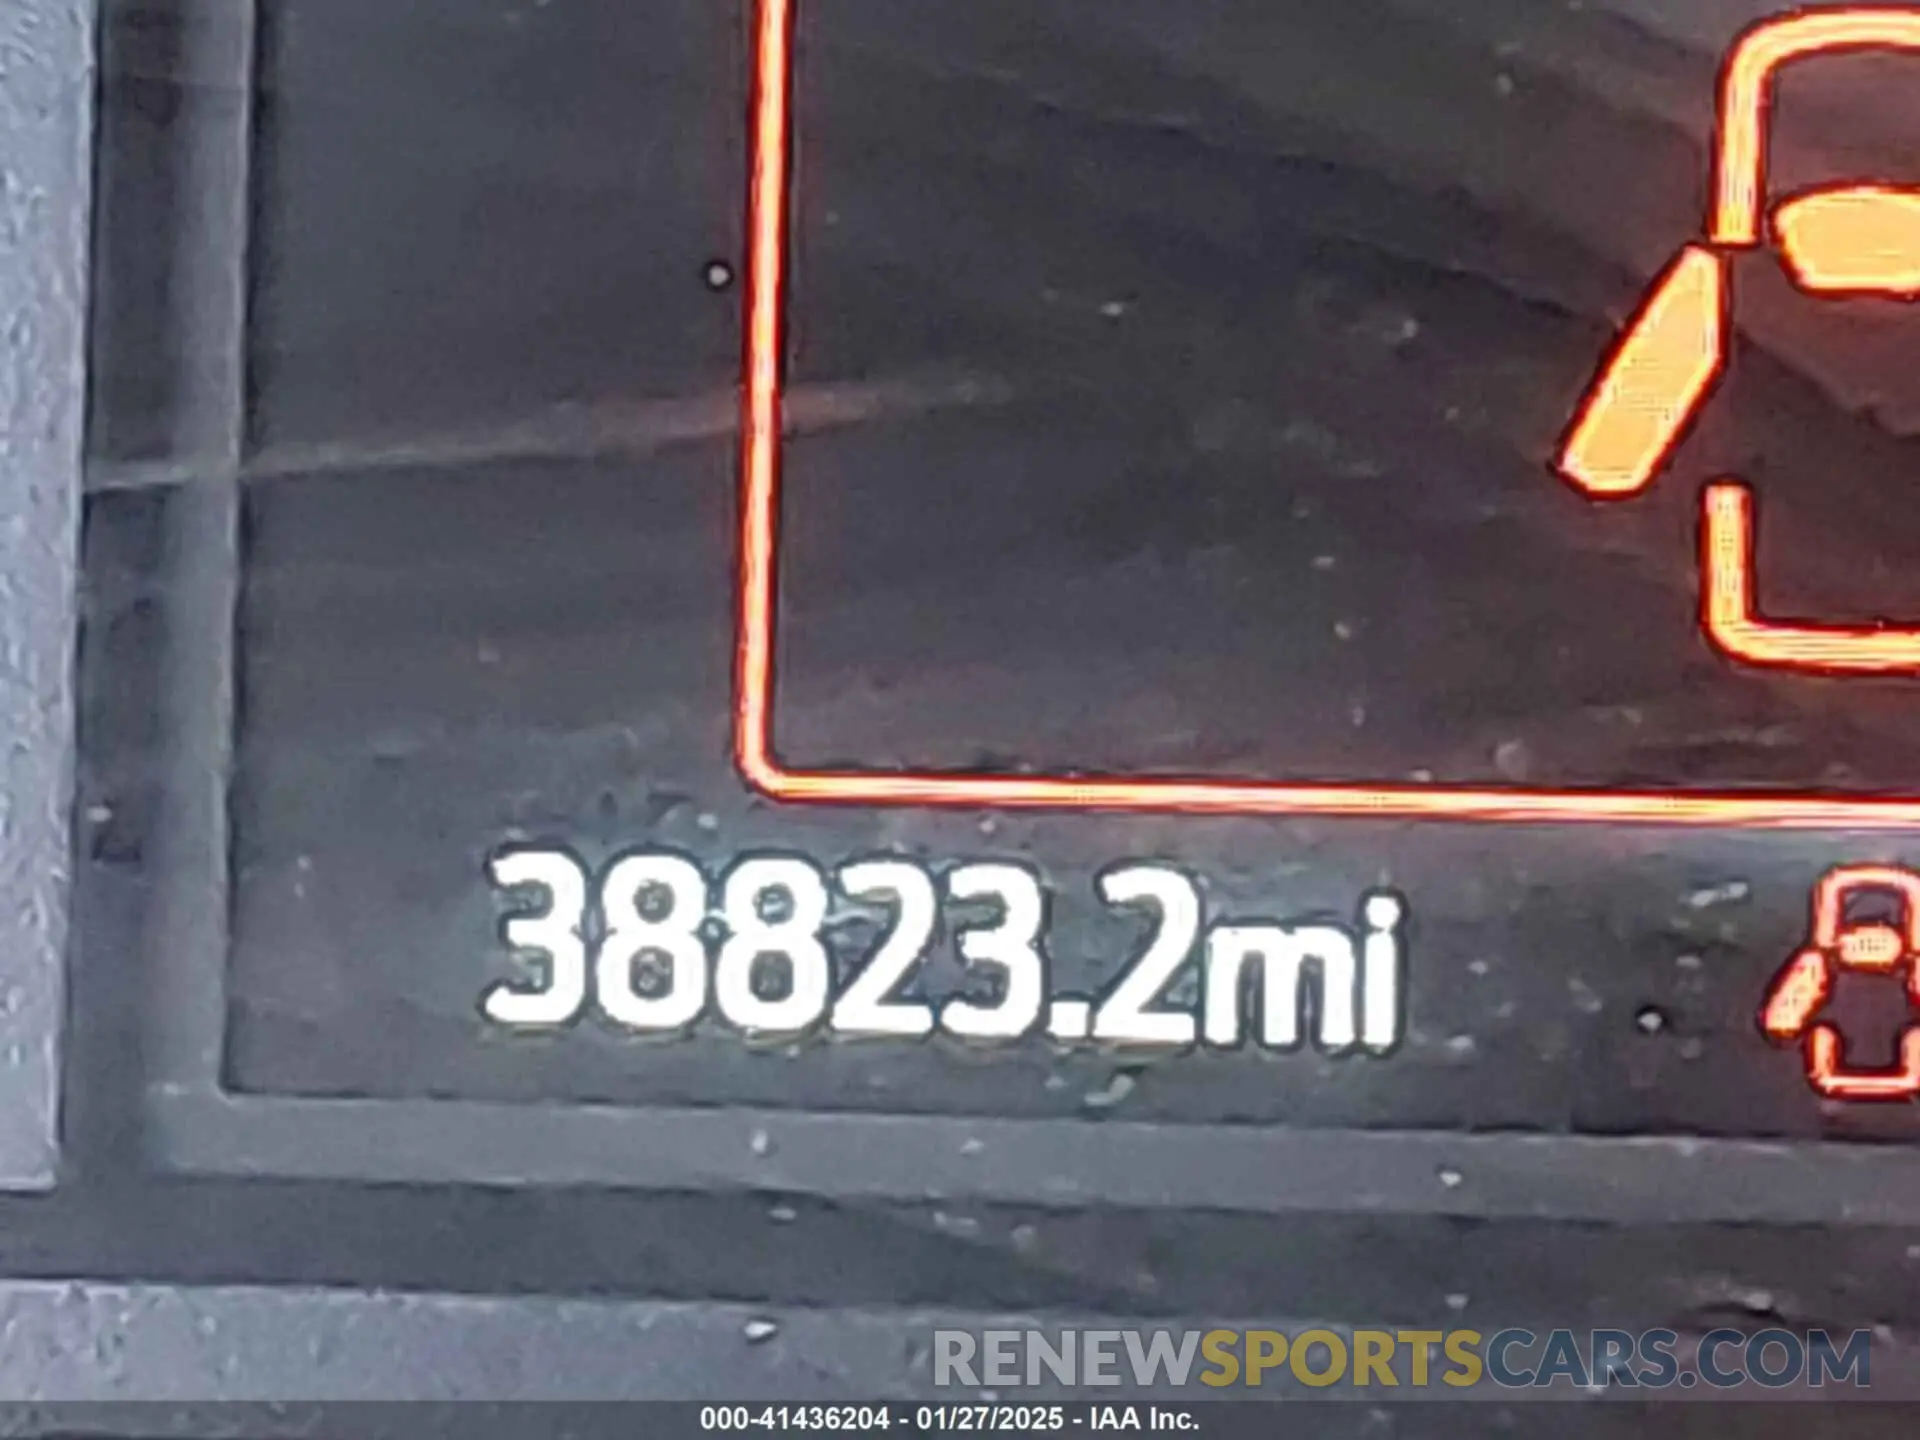 38823.2mi
RENEWSPORTSCARS.COM
000-41436204 - 01/27/2025 - IAA Inc.